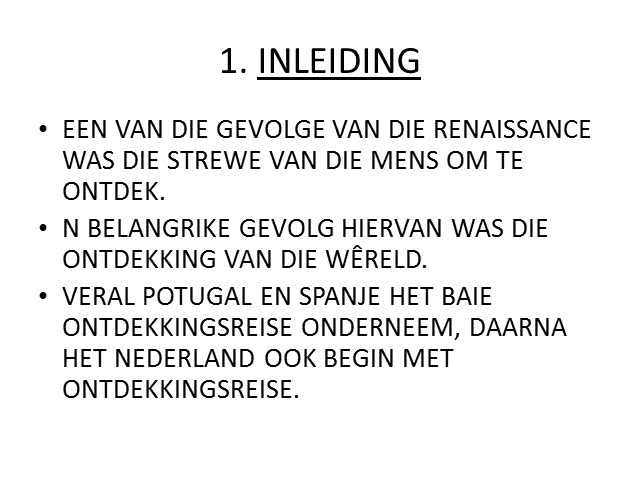 1. INLEIDING
• EEN VAN DIE GEVOLGE VAN DIE RENAISSANCE
WAS DIE STREWE VAN DIE MENS OM TE
ONTDEK.
• N BELANGRIKE GEVOLG HIERVAN WAS DIE
ONTDEKKING VAN DIE WÊRELD.
• VERAL POTUGAL EN SPANJE HET BAIE
ONTDEKKINGSREISE ONDERNEEM, DAARNA
HET NEDERLAND OOK BEGIN MET
ONTDEKKINGSREISE.